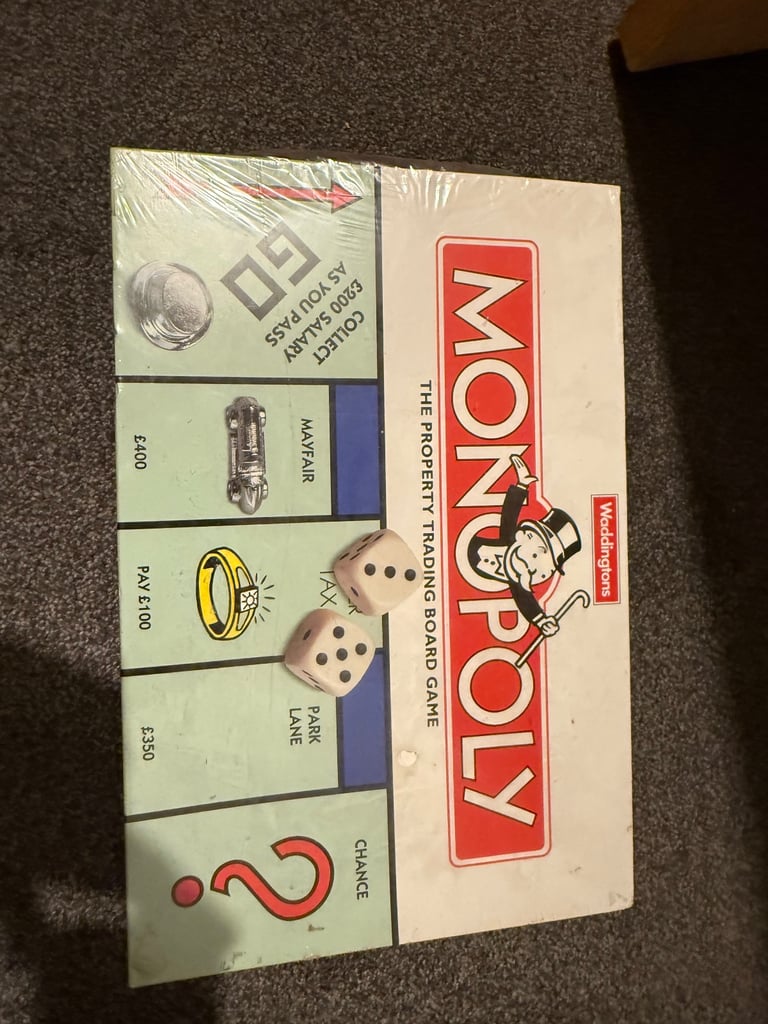 Waddingtons
MONOPOLY
THE PROPERTY TRADING BOARD GAME
COLLECT
£200 SALARY
AS YOU PASS
GO
MAYFAIR
£400
TAX
PAY £100
PARK
LANE
£350
CHANCE
?